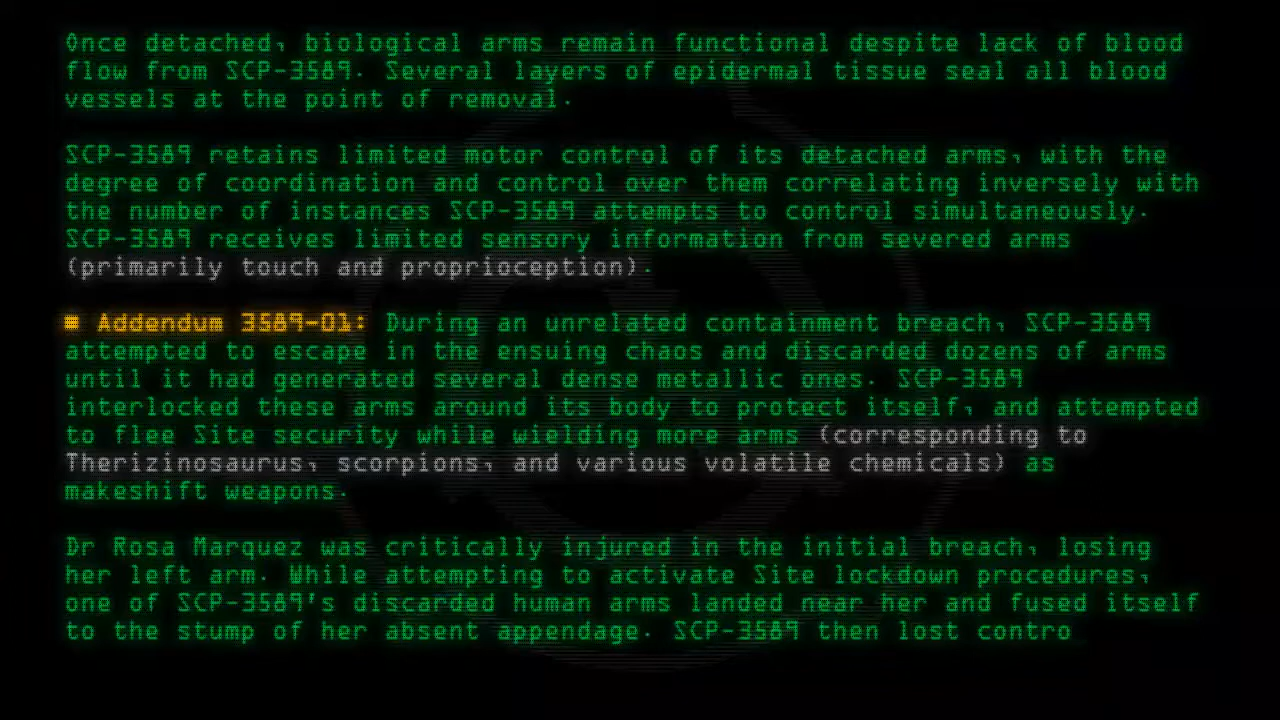 Once detached, biological arms remain functional despite lack of blood
flow from SCP-3589. Several layers of epidermal tissue seal all blood
vessels at the point of removal.
SCP-3589 retains limited motor control of its detached arms, with the
degree of coordination and control over them correlating inversely with
the number of instances SCP-3589 attempts to control simultaneously.
SCP-3589 receives limited sensory information from severed arms
(primarily touch and proprioception).
■ Addendum 3589-01: During an unrelated containment breach, SCP-3589
attempted to escape in the ensuing chaos and discarded dozens of arms
until it had generated several dense metallic ones. SCP-3589
interlocked these arms around its body to protect itself, and attempted
to flee Site security while wielding more arms (corresponding to
Therizinosaurus, scorpions, and various volatile chemicals) as
makeshift weapons.
Dr Rosa Marquez was critically injured in the initial breach, losing
her left arm. While attempting to activate Site lockdown procedures,
one of SCP-3589's discarded human arms landed near her and fused itself
to the stump of her absent appendage. SCP-3589 then lost contro